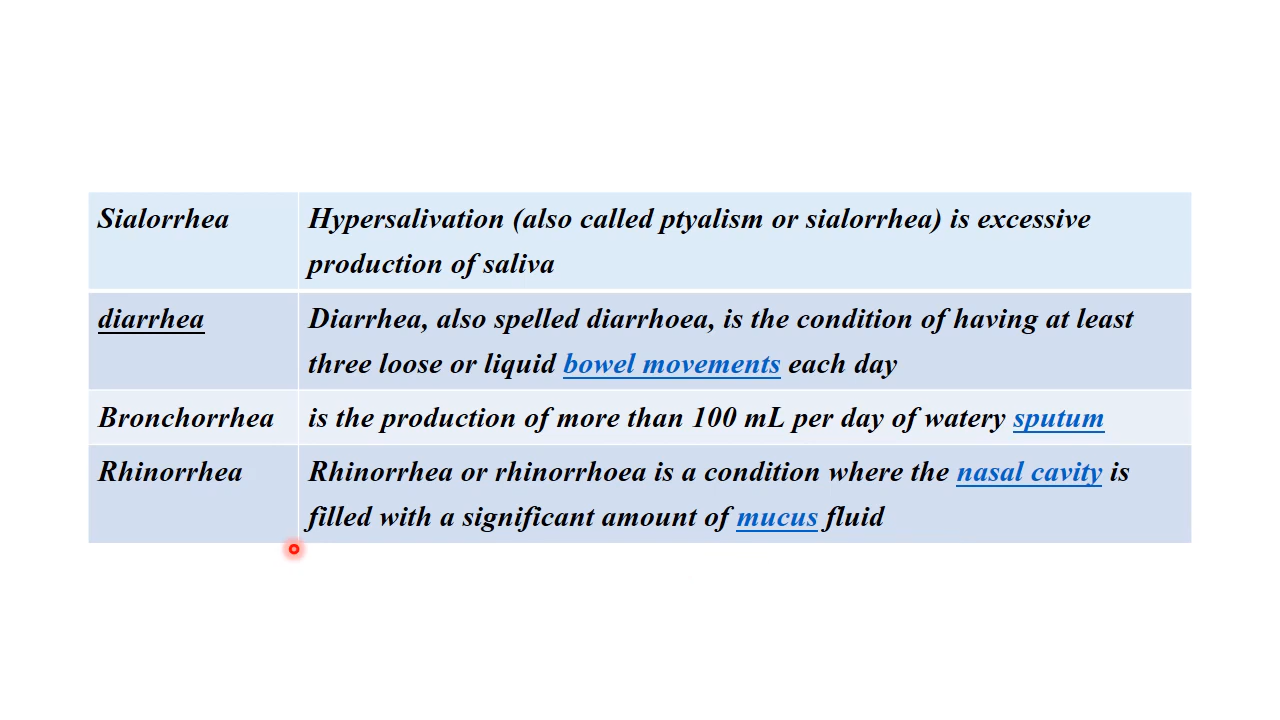 Sialorrhea
Hypersalivation (also called ptyalism or sialorrhea) is excessive
production of saliva
diarrhea
Diarrhea, also spelled diarrhoea, is the condition of having at least
three loose or liquid bowel movements each day
Bronchorrhea
is the production of more than 100 mL per day of watery sputum
Rhinorrhea
Rhinorrhea or rhinorrhoea is a condition where the nasal cavity is
filled with a significant amount of mucus fluid